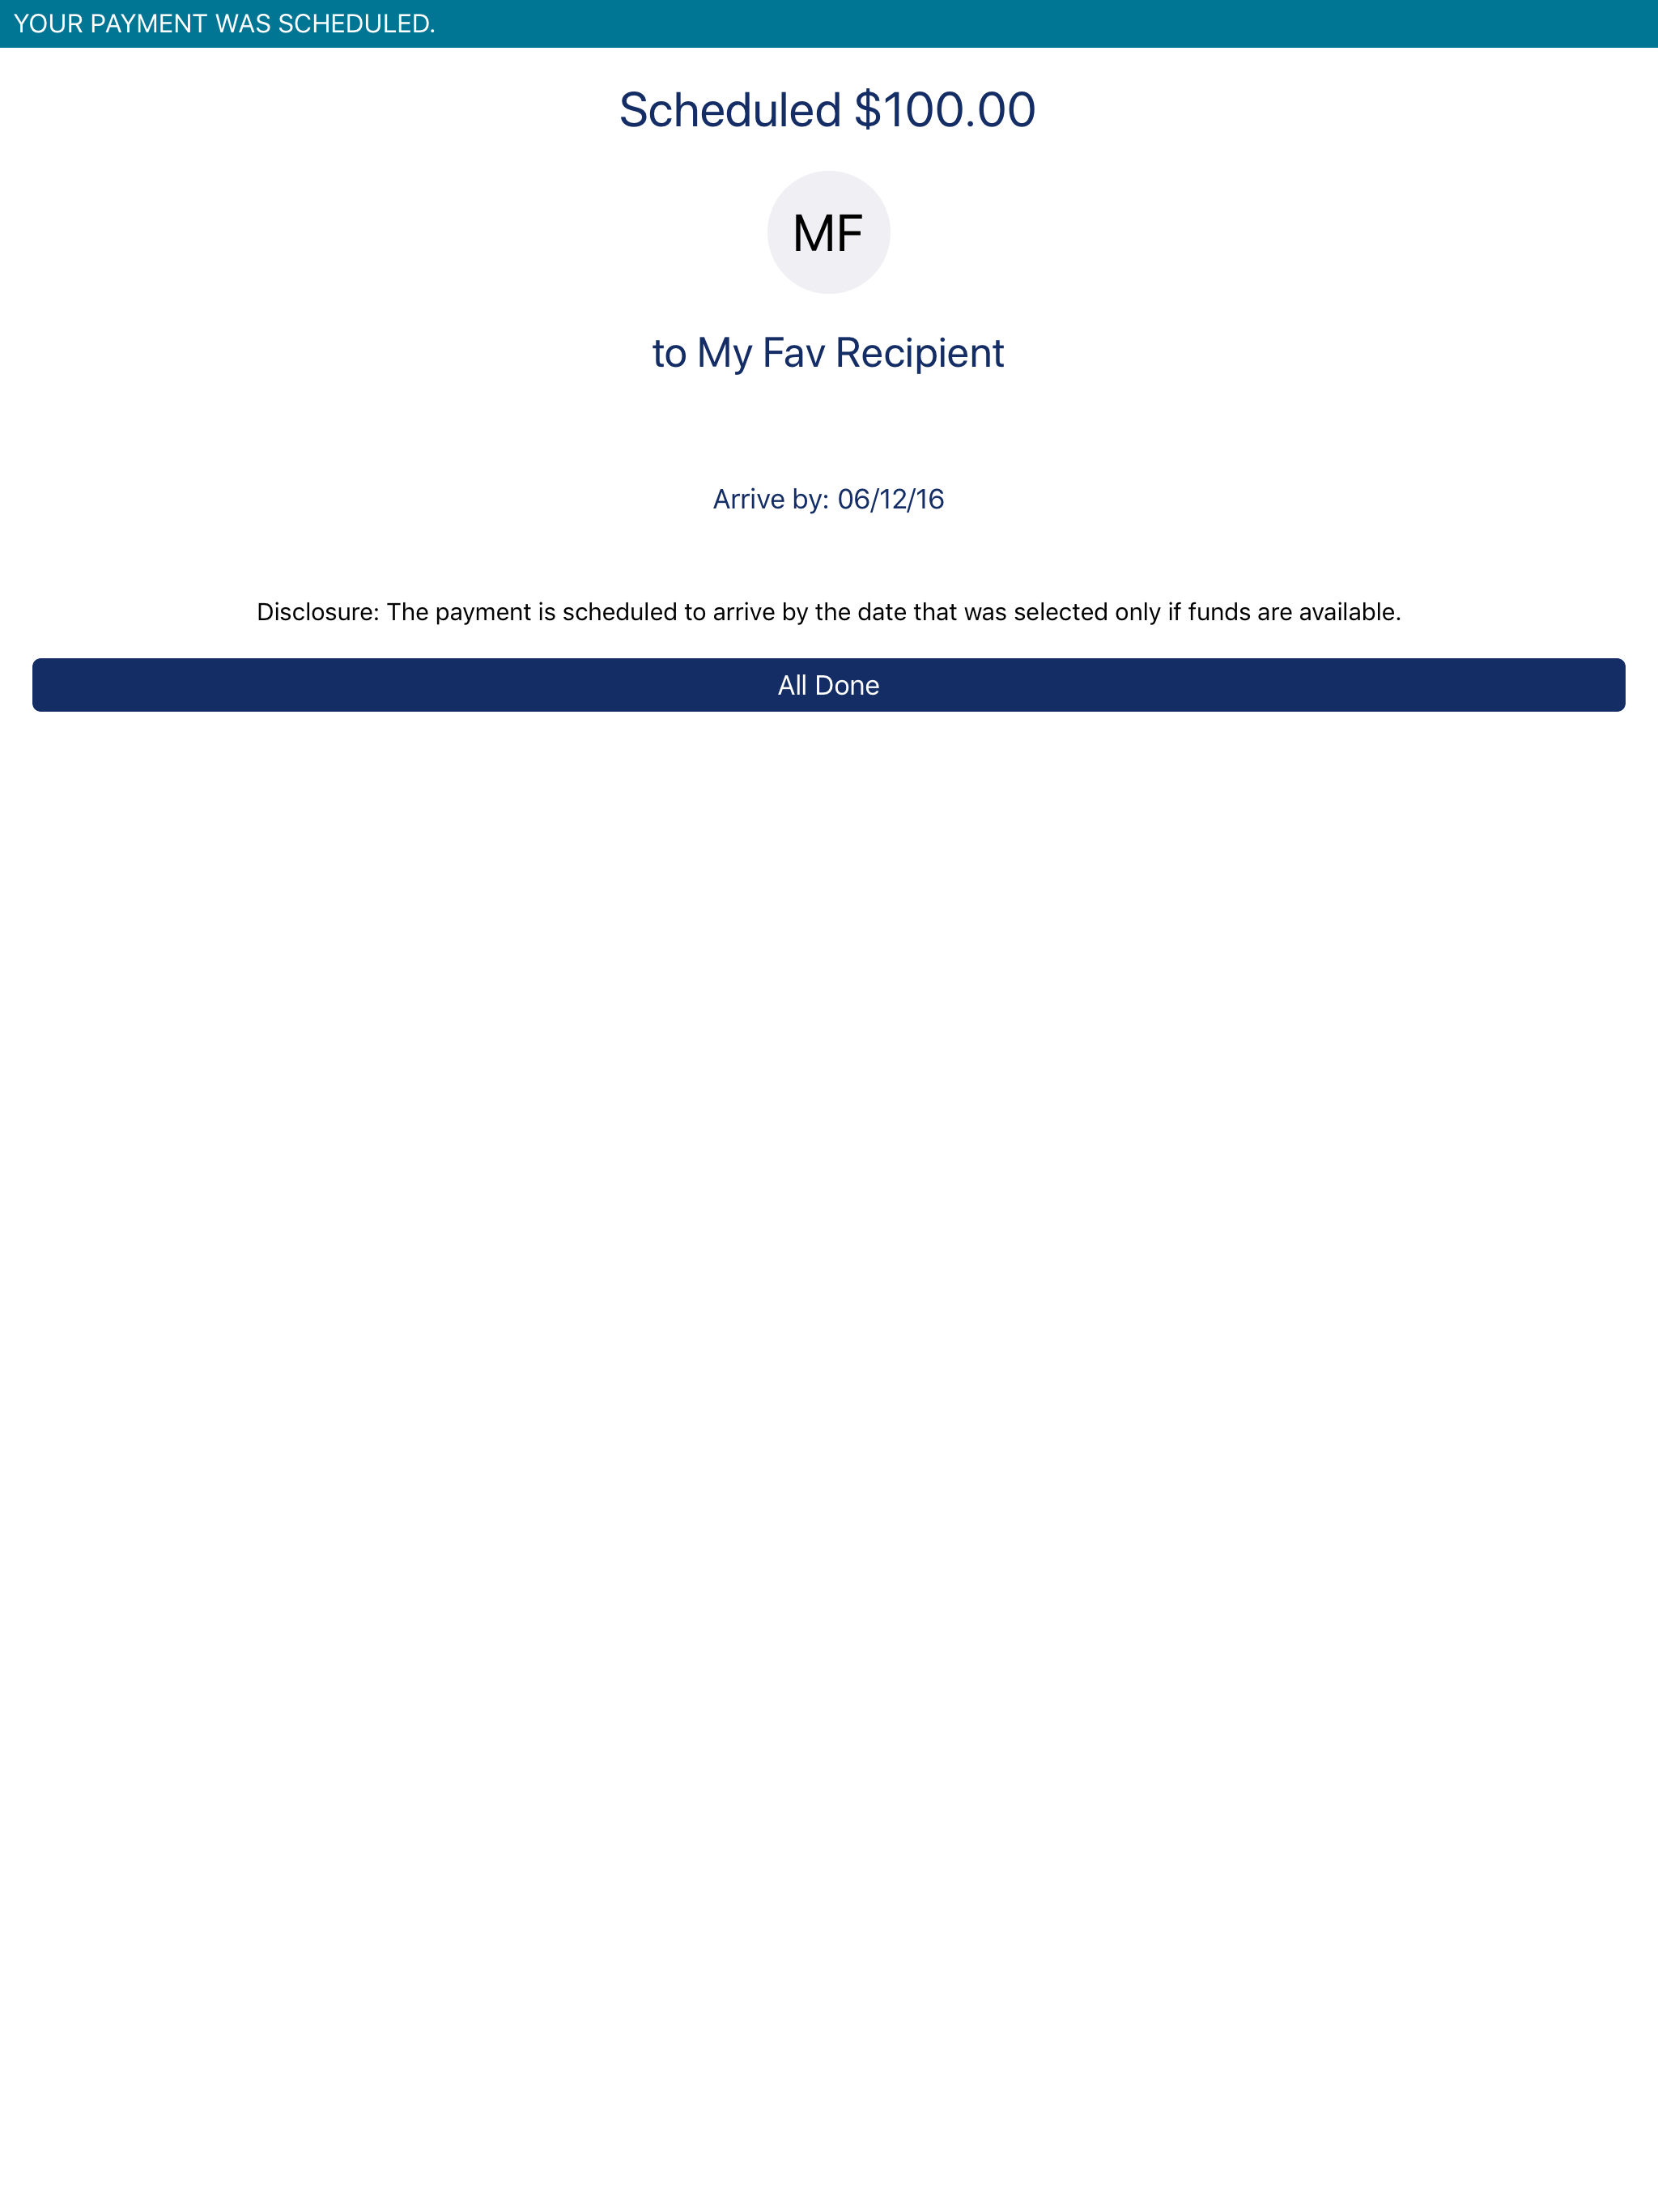 YOUR PAYMENT WAS SCHEDULED.
Scheduled $100.00
MF
to My Fav Recipient
Arrive by: 06/12/16
Disclosure: The payment is scheduled to arrive by the date that was selected only if funds are available.
All Done